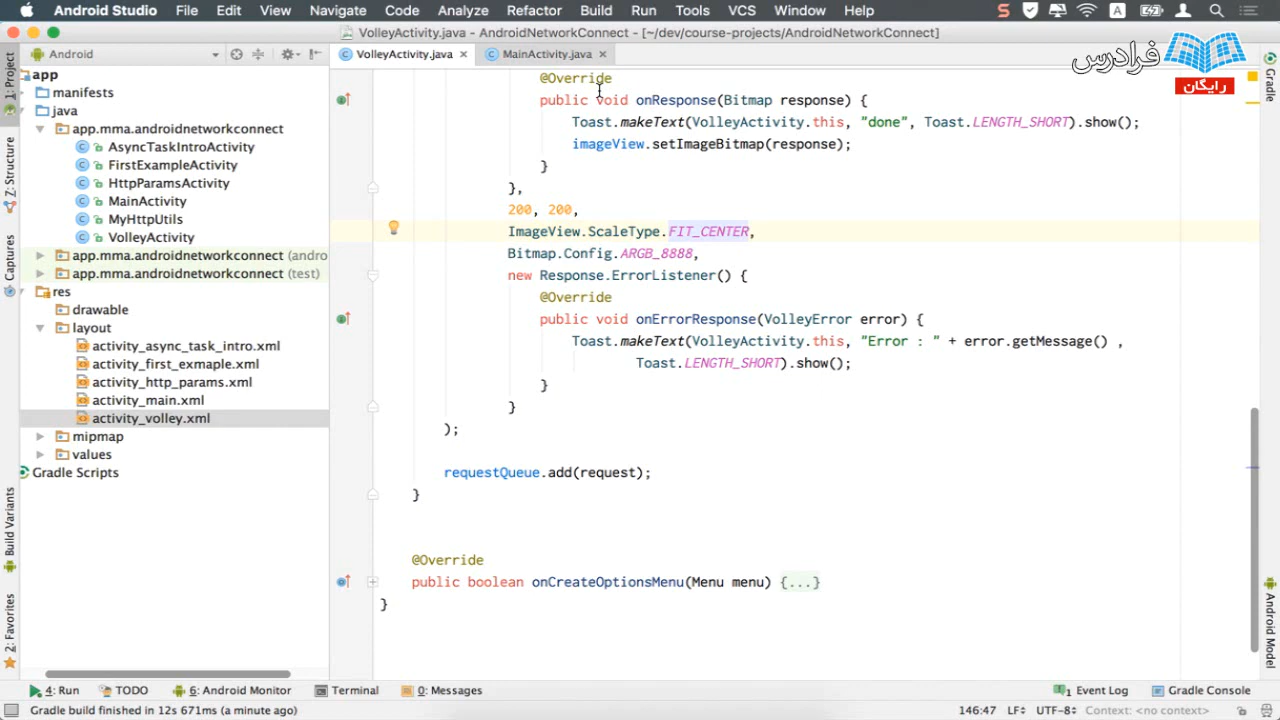 Android Studio File Edit View Navigate Code Analyze Refactor Build Run Tools VCS Window Help
VolleyActivity.java - AndroidNetworkConnect - [~/dev/course-projects/AndroidNetworkConnect]
Android
VolleyActivity.java
MainActivity.java
فرادرس
رایگان
1: Project
Z: Structure
Captures
Build Variants
2: Favorites
Gradle
Android Model
app
manifests
java
app.mma.androidnetworkconnect
AsyncTaskIntroActivity
FirstExampleActivity
HttpParamsActivity
MainActivity
MyHttpUtils
VolleyActivity
app.mma.androidnetworkconnect (andro
app.mma.androidnetworkconnect (test)
res
drawable
layout
activity_async_task_intro.xml
activity_first_exmaple.xml
activity_http_params.xml
activity_main.xml
activity_volley.xml
mipmap
values
Gradle Scripts
@Override
public void onResponse(Bitmap response) {
Toast.makeText(VolleyActivity.this, "done", Toast.LENGTH_SHORT).show();
imageView.setImageBitmap(response);
}
},
200, 200,
ImageView.ScaleType.FIT_CENTER,
Bitmap.Config.ARGB_8888,
new Response.ErrorListener() {
@Override
public void onErrorResponse(VolleyError error) {
Toast.makeText(VolleyActivity.this, "Error : " + error.getMessage() ,
Toast.LENGTH_SHORT).show();
}
}
);
requestQueue.add(request);
}
@Override
public boolean onCreateOptionsMenu(Menu menu) {...}
}
4: Run TODO 6: Android Monitor Terminal 0: Messages 1 Event Log Gradle Console
Gradle build finished in 12s 671ms (a minute ago) 146:47 LF÷ UTF-8÷ Context: <no context>